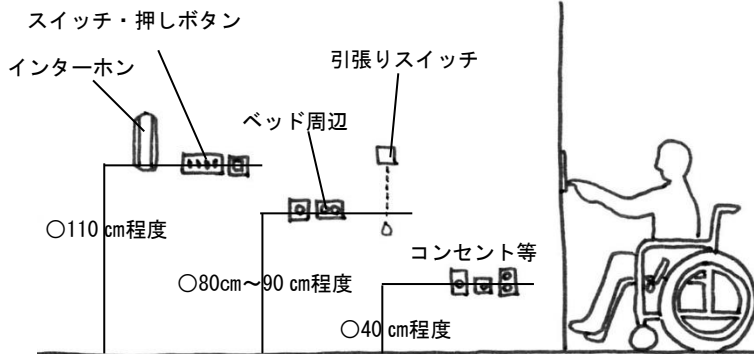 スイッチ・押しボタン
インターホン
引張りスイッチ
ベッド周辺
○110 ㎝程度
コンセント等
○80㎝～90 ㎝程度
○40 ㎝程度